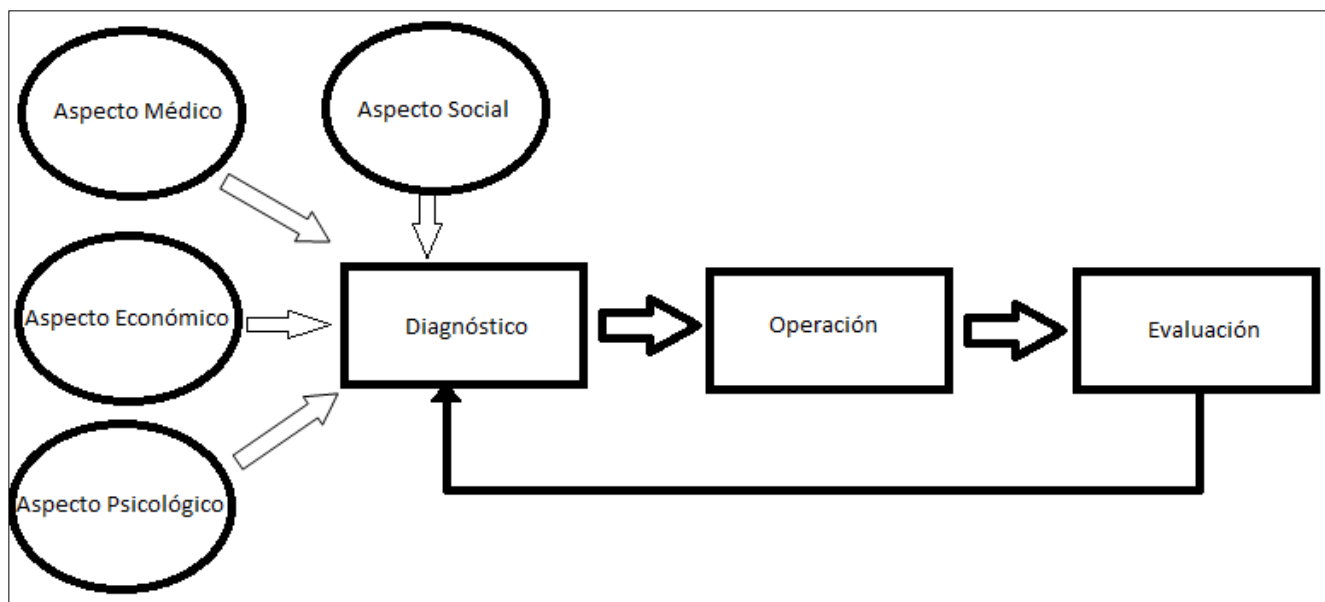 Aspecto Médico
Aspecto Social
Aspecto Económico
Diagnóstico
Operación
Evaluación
Aspecto Psicológico